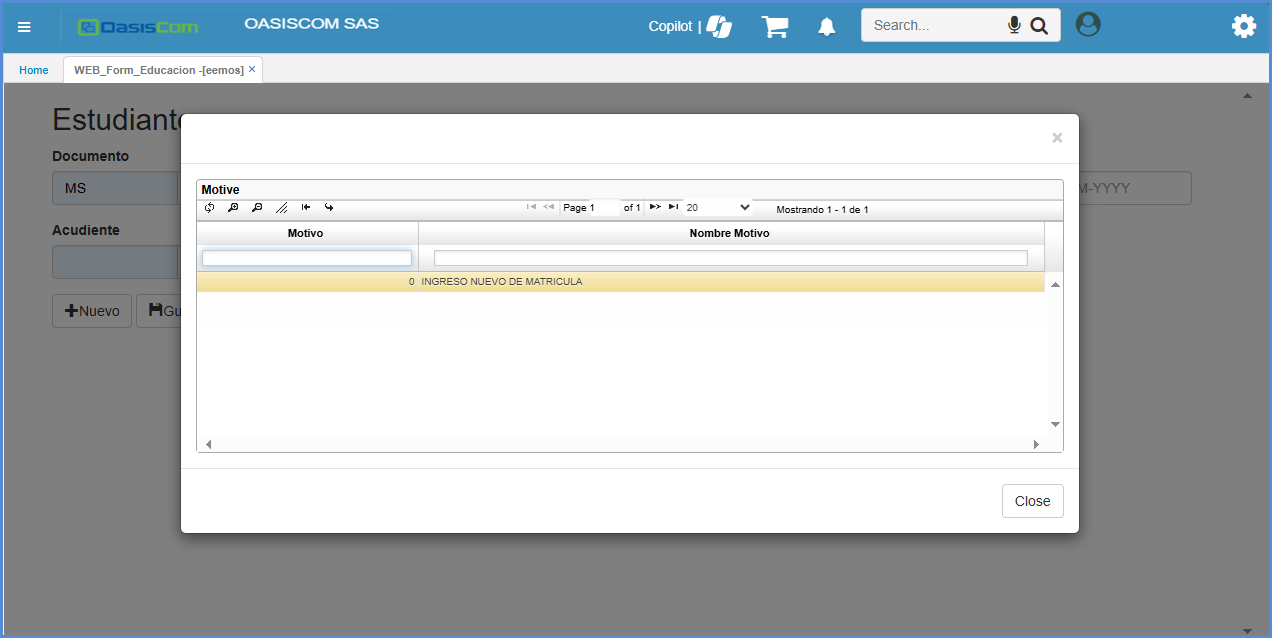 OasisCom
OASISCOM SAS
Copilot |
Search...
Home
WEB_Form_Educacion -[eemos] ×
Estudiante
Documento
MS
M-YYYY
Acudiente
Nuevo
Gu
×
Motive
Page 1 of 1
20
Mostrando 1 - 1 de 1
Motivo Nombre Motivo
0 INGRESO NUEVO DE MATRICULA
Close